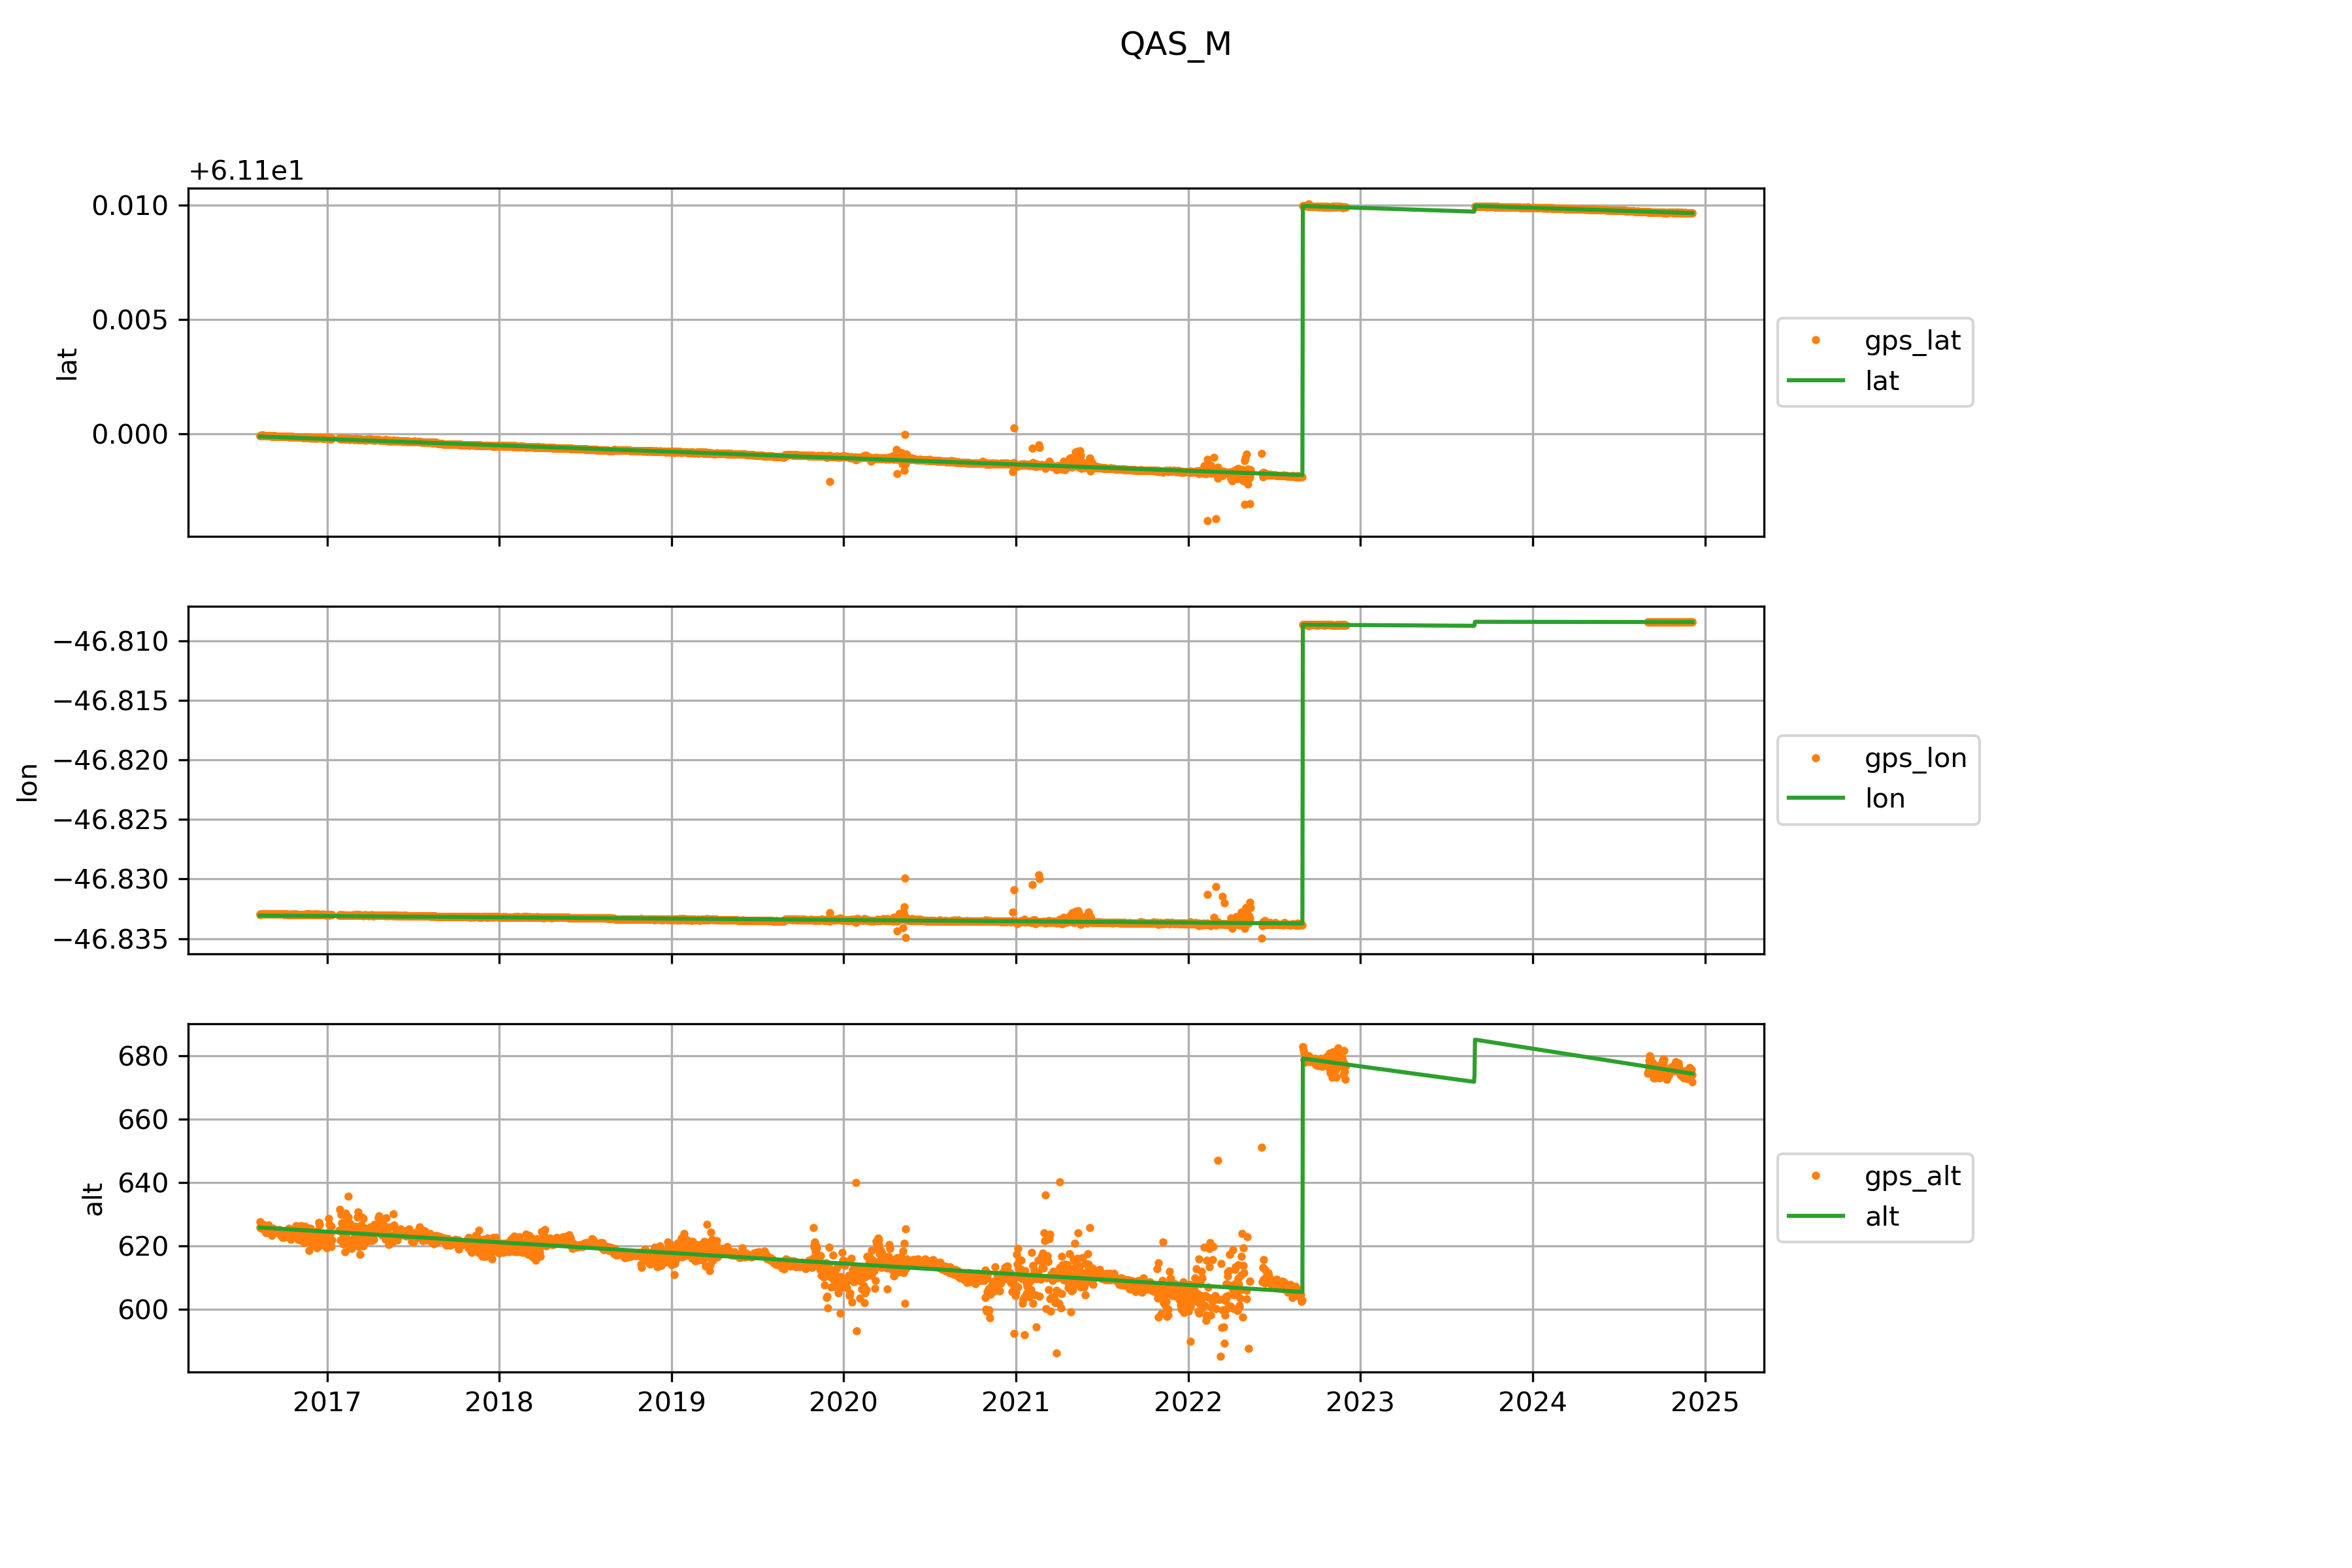 QAS_M
+6.11e1
0.010
0.005
0.000
lat
gps_lat
lat
−46.810
−46.815
−46.820
−46.825
−46.830
−46.835
lon
gps_lon
lon
680
660
640
620
600
alt
gps_alt
alt
2017 2018 2019 2020 2021 2022 2023 2024 2025